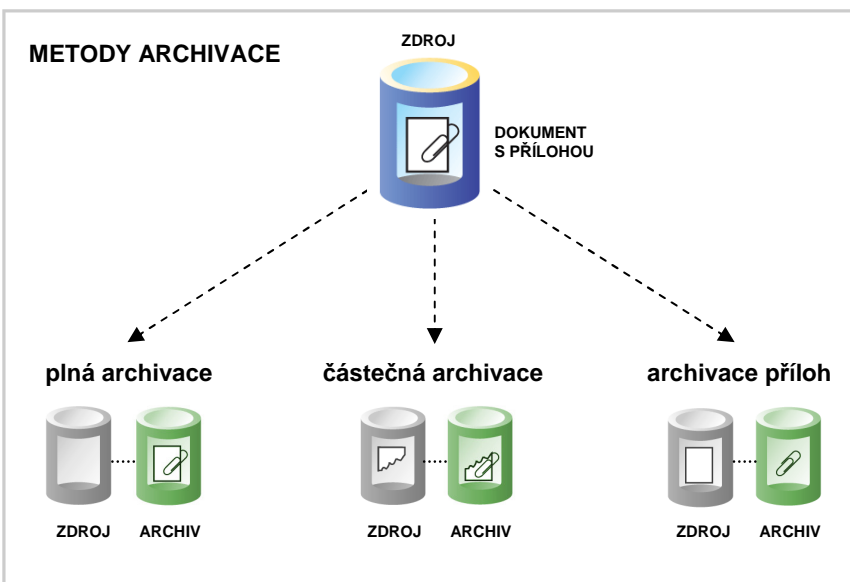 METODY ARCHIVACE
ZDROJ
DOKUMENT
S PŘÍLOHOU
plná archivace
částečná archivace
archivace příloh
ZDROJ ARCHIV
ZDROJ ARCHIV
ZDROJ ARCHIV